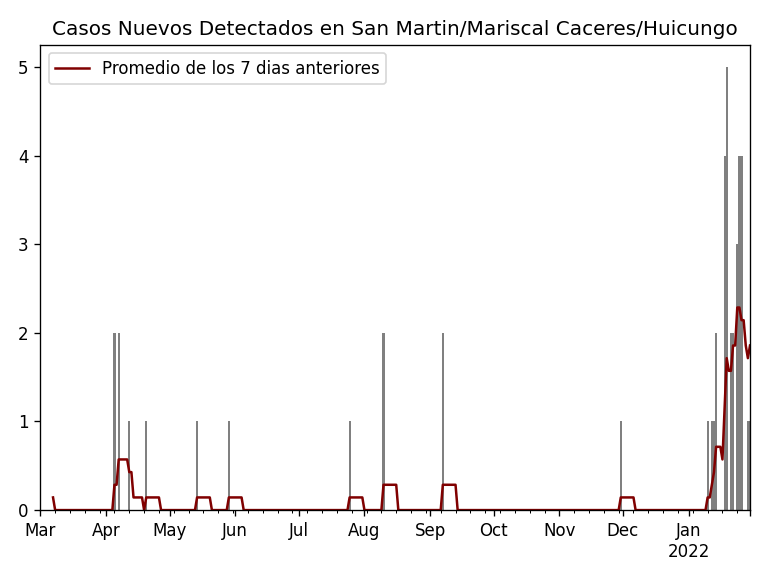 Casos Nuevos Detectados en San Martin/Mariscal Caceres/Huicungo
Promedio de los 7 dias anteriores
5
4
3
2
1
0
Mar Apr May Jun Jul Aug Sep Oct Nov Dec Jan
2022